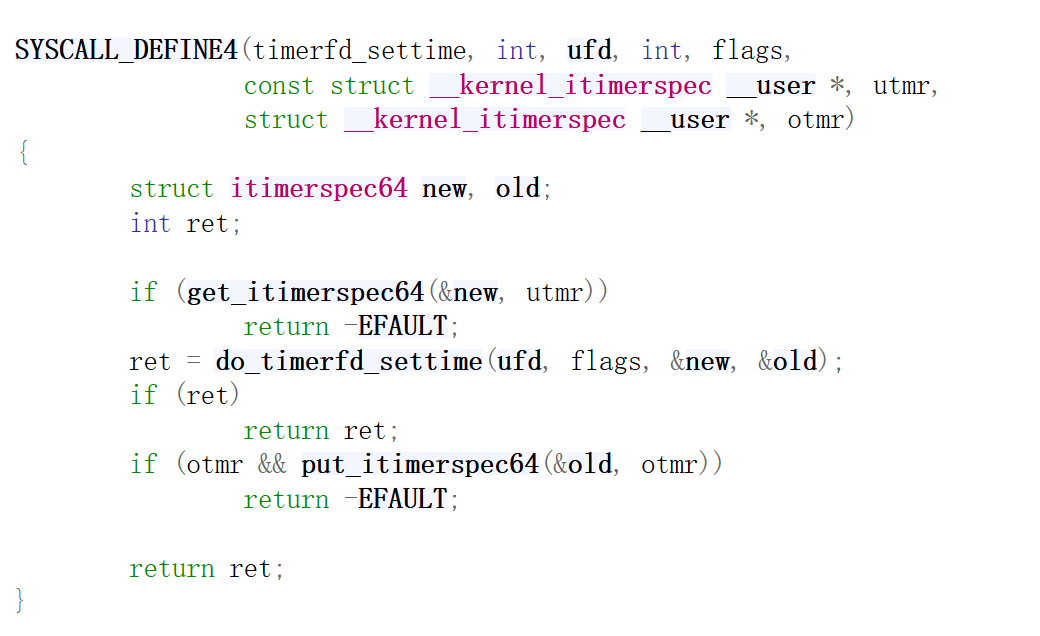 SYSCALL_DEFINE4(timerfd_settime, int, ufd, int, flags,
const struct __kernel_itimerspec __user *, utmr,
struct __kernel_itimerspec __user *, otmr)
{
struct itimerspec64 new, old;
int ret;
if (get_itimerspec64(&new, utmr))
return -EFAULT;
ret = do_timerfd_settime(ufd, flags, &new, &old);
if (ret)
return ret;
if (otmr && put_itimerspec64(&old, otmr))
return -EFAULT;
return ret;
}